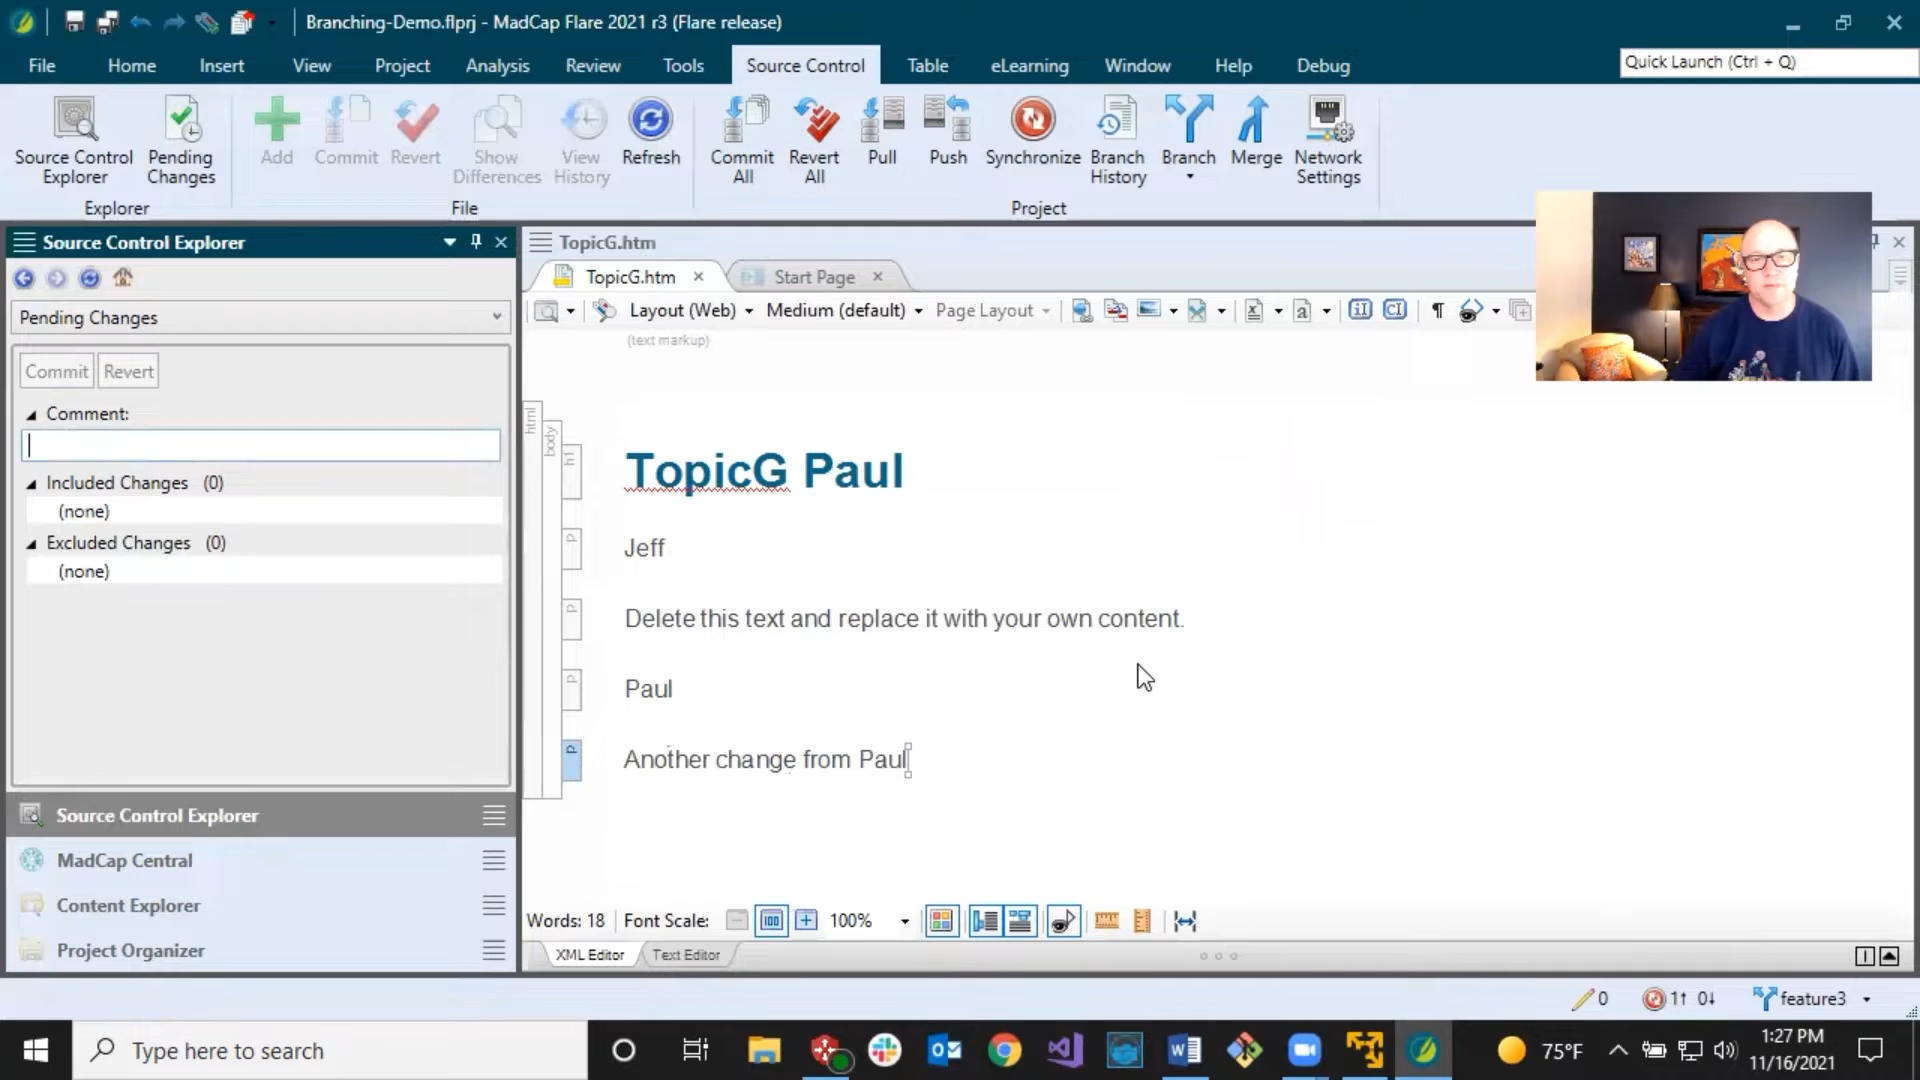 Branching-Demo.flprj - MadCap Flare 2021 r3 (Flare release)
File Home Insert View Project Analysis Review Tools Source Control Table eLearning Window Help Debug
Quick Launch (Ctrl + Q)
Source Control Explorer
Pending Changes
Add
Commit
Revert
Show Differences
View History
Refresh
Commit All
Revert All
Pull
Push
Synchronize
Branch History
Branch
Merge
Network Settings
Explorer
File
Project
Source Control Explorer
Pending Changes
Commit Revert
Comment:
Included Changes (0)
(none)
Excluded Changes (0)
(none)
Source Control Explorer
MadCap Central
Content Explorer
Project Organizer
TopicG.htm
TopicG.htm Start Page
Layout (Web) Medium (default) Page Layout
(text markup)
html
body
h1
p
p
p
p
TopicG Paul
Jeff
Delete this text and replace it with your own content.
Paul
Another change from Paul
Words: 18 Font Scale: 100%
XML Editor Text Editor
0 1↑ 0↓ feature3
Type here to search
75°F
1:27 PM
11/16/2021